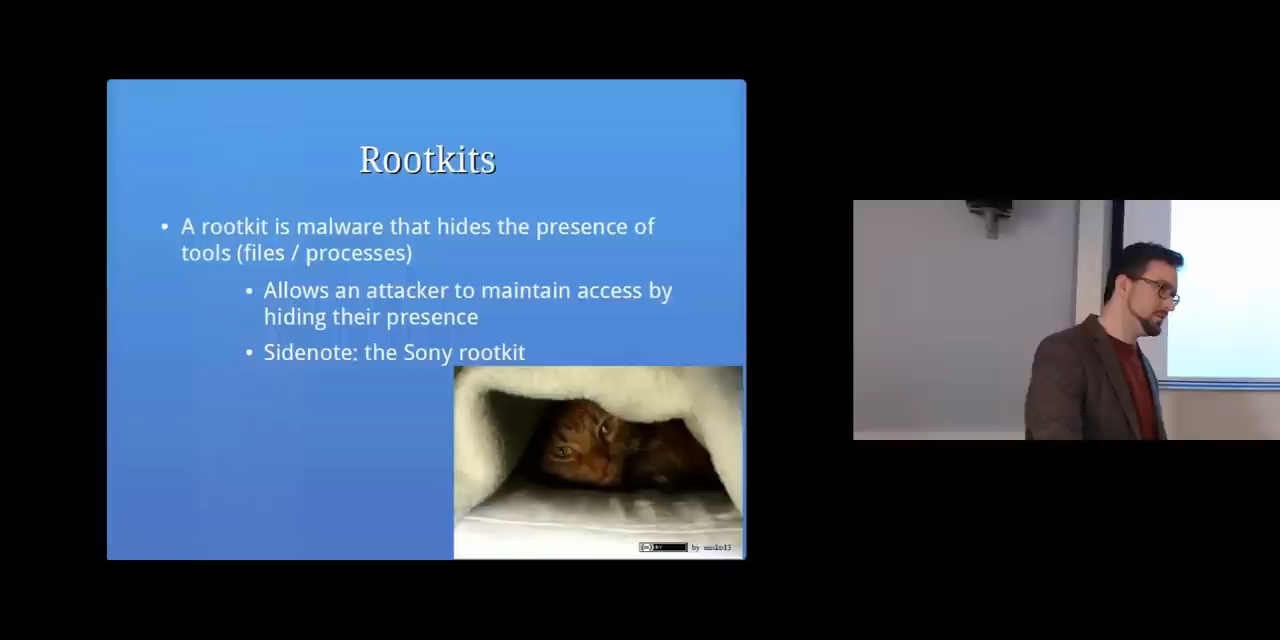 Rootkits
• A rootkit is malware that hides the presence of
tools (files / processes)
• Allows an attacker to maintain access by
hiding their presence
• Sidenote: the Sony rootkit
by